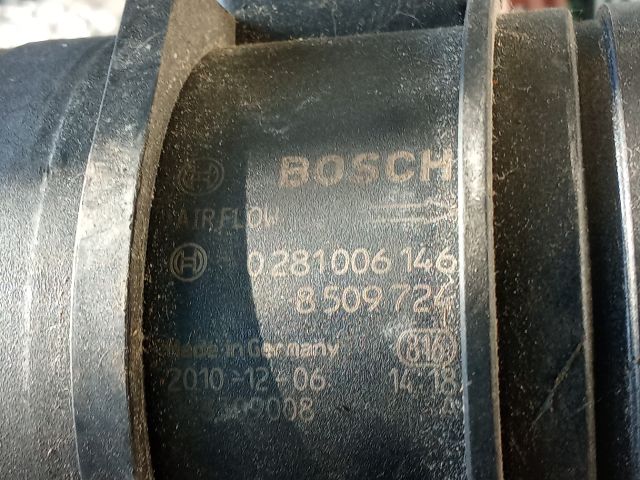 BOSCH
AIR FLOW
0 281 006 146
8 509 724
Made in Germany 816
2010-12-06 14 18
09008 A